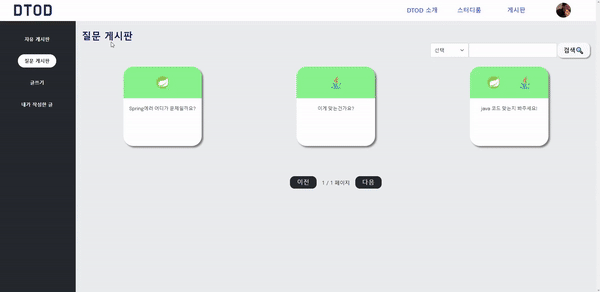 DTOD
DTOD 소개 스터디룸 게시판
자유 게시판
질문 게시판
글쓰기
내가 작성한 글
질문 게시판
선택
검색
Spring에러 어디가 문제일까요?
이게 맞는건가요?
java 코드 맞는지 봐주세요!
이전 1 / 1 페이지 다음